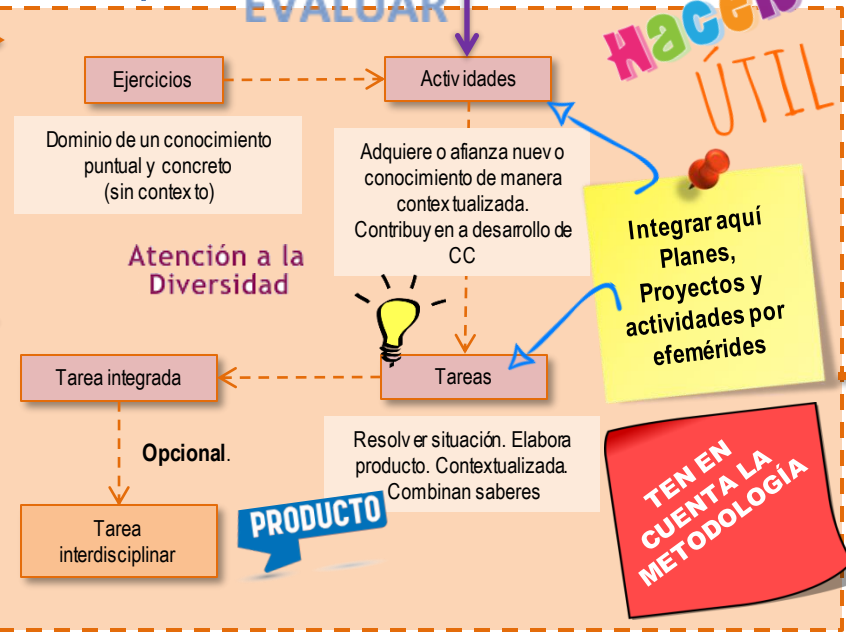 EVALUAR
Hacer
ÚTIL
Ejercicios
Actividades
Dominio de un conocimiento
puntual y concreto
(sin contexto)
Adquiere o afianza nuevo
conocimiento de manera
contextualizada.
Contribuyen a desarrollo de
CC
Integrar aquí
Planes,
Proyectos y
actividades por
efemérides
Atención a la
Diversidad
Tarea integrada
Tareas
Opcional.
Resolver situación. Elabora
producto. Contextualizada.
Combinan saberes
TEN EN
CUENTA LA
METODOLOGÍA
PRODUCTO
Tarea
interdisciplinar